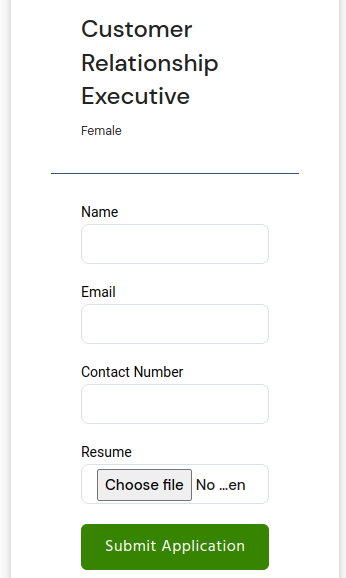 Customer
Relationship
Executive
Female
Name
Email
Contact Number
Resume
Choose file No ...en
Submit Application